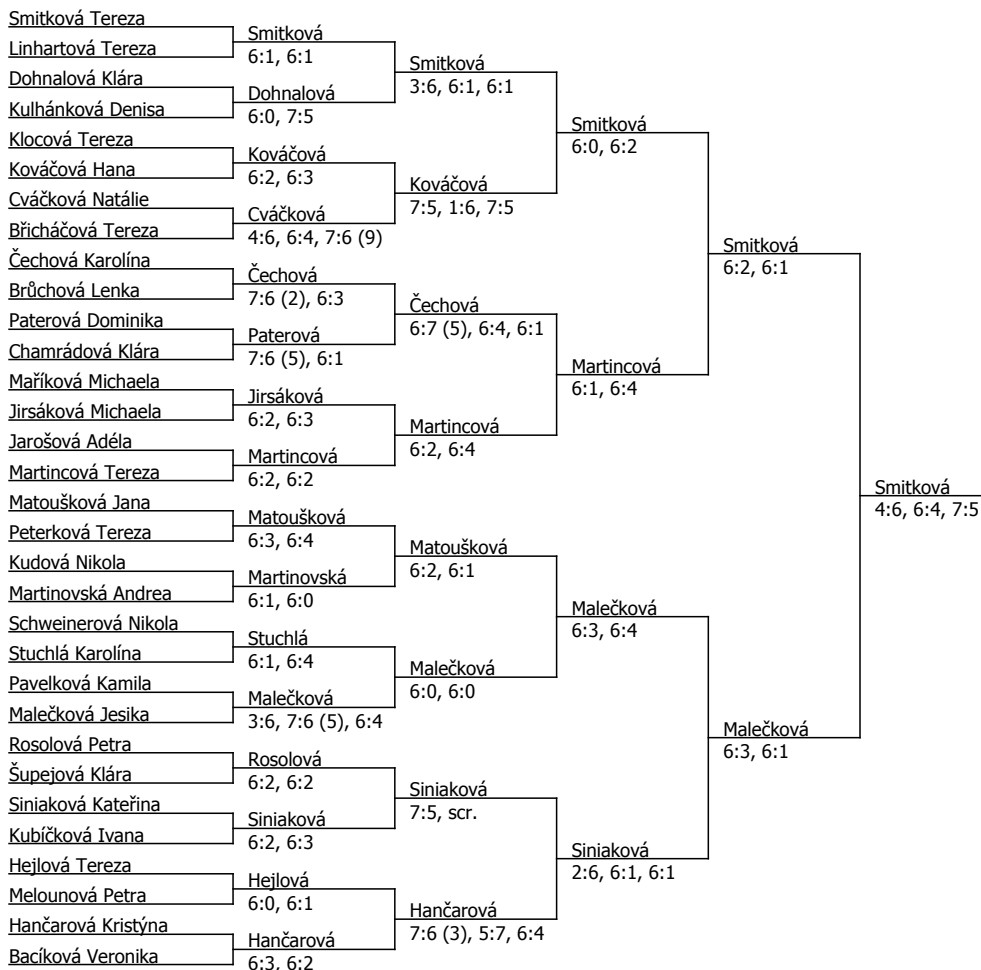 Smitková Tereza
Linhartová Tereza
Dohnalová Klára
Kulhánková Denisa
Klocová Tereza
Kováčová Hana
Cváčková Natálie
Břicháčová Tereza
Čechová Karolína
Brůchová Lenka
Paterová Dominika
Chamrádová Klára
Maříková Michaela
Jirsáková Michaela
Jarošová Adéla
Martincová Tereza
Matoušková Jana
Peterková Tereza
Kudová Nikola
Martinovská Andrea
Schweinerová Nikola
Stuchlá Karolína
Pavelková Kamila
Malečková Jesika
Rosolová Petra
Šupejová Klára
Siniaková Kateřina
Kubíčková Ivana
Hejlová Tereza
Melounová Petra
Hančarová Kristýna
Bacíková Veronika
Smitková
6:1, 6:1
Dohnalová
6:0, 7:5
Kováčová
6:2, 6:3
Cváčková
4:6, 6:4, 7:6 (9)
Čechová
7:6 (2), 6:3
Paterová
7:6 (5), 6:1
Jirsáková
6:2, 6:3
Martincová
6:2, 6:2
Matoušková
6:3, 6:4
Martinovská
6:1, 6:0
Stuchlá
6:1, 6:4
Malečková
3:6, 7:6 (5), 6:4
Rosolová
6:2, 6:2
Siniaková
6:2, 6:3
Hejlová
6:0, 6:1
Hančarová
6:3, 6:2
Smitková
3:6, 6:1, 6:1
Kováčová
7:5, 1:6, 7:5
Čechová
6:7 (5), 6:4, 6:1
Martincová
6:2, 6:4
Matoušková
6:2, 6:1
Malečková
6:0, 6:0
Siniaková
7:5, scr.
Hančarová
7:6 (3), 5:7, 6:4
Smitková
6:0, 6:2
Martincová
6:1, 6:4
Malečková
6:3, 6:4
Siniaková
2:6, 6:1, 6:1
Smitková
6:2, 6:1
Malečková
6:3, 6:1
Smitková
4:6, 6:4, 7:5